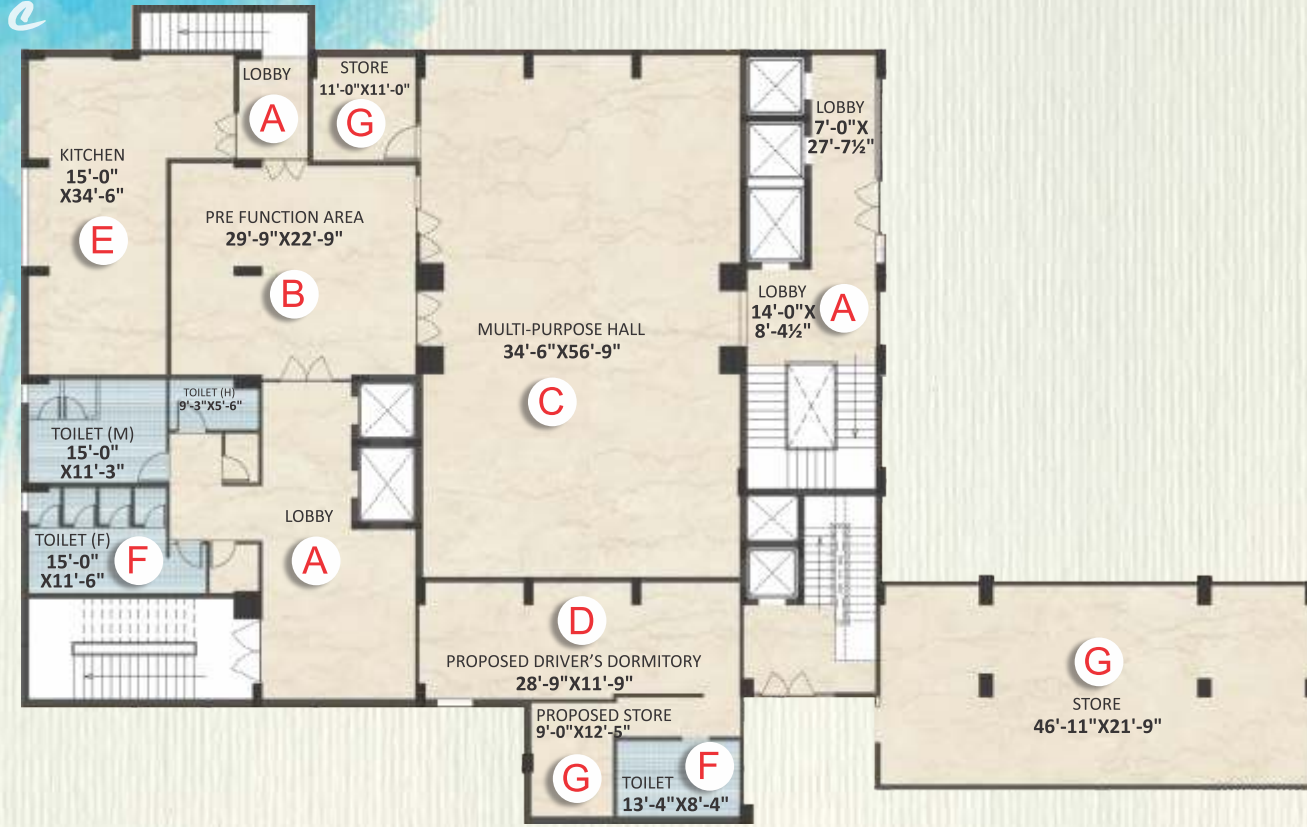 LOBBY
A
STORE
11'-0"X11'-0"
G
LOBBY
7'-0"X
27'-7½"
KITCHEN
15'-0"
X34'-6"
E
PRE FUNCTION AREA
29'-9"X22'-9"
B
LOBBY
14'-0"X
8'-4½"
A
MULTI-PURPOSE HALL
34'-6"X56'-9"
C
TOILET (H)
9'-3"X5'-6"
TOILET (M)
15'-0"
X11'-3"
LOBBY
A
TOILET (F)
15'-0"
X11'-6"
F
D
PROPOSED DRIVER'S DORMITORY
28'-9"X11'-9"
G
STORE
46'-11"X21'-9"
PROPOSED STORE
9'-0"X12'-5"
G
F
TOILET
13'-4"X8'-4"